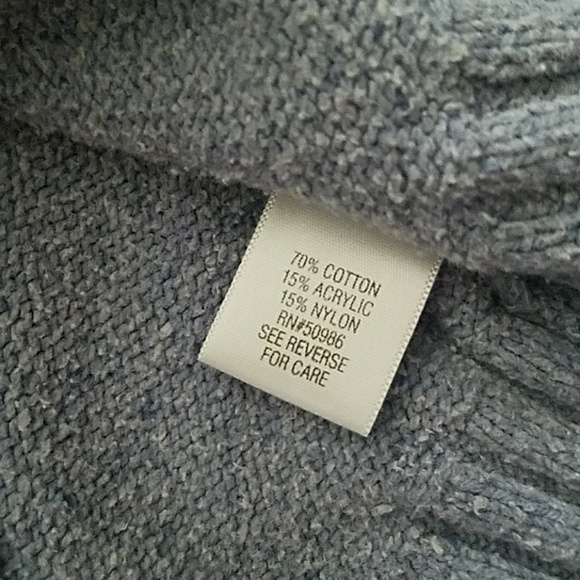 70% COTTON
15% ACRYLIC
15% NYLON
RN#50986
SEE REVERSE
FOR CARE